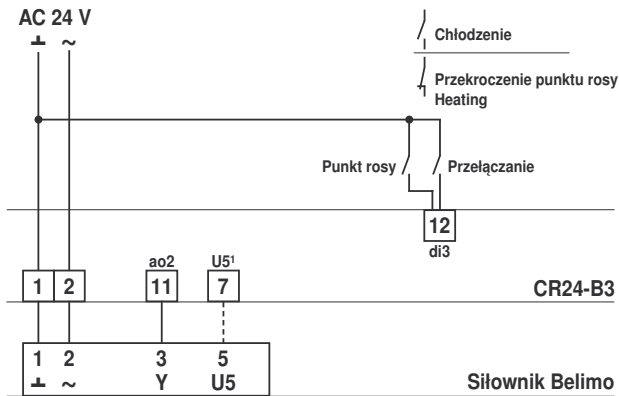 AC 24 V
⊥ ~
Chłodzenie
Przekroczenie punktu rosy
Heating
Punkt rosy
Przełączanie
12
di3
ao2 U5¹
1 2 11 7
CR24-B3
1 2 3 5
⊥ ~ Y U5
Siłownik Belimo